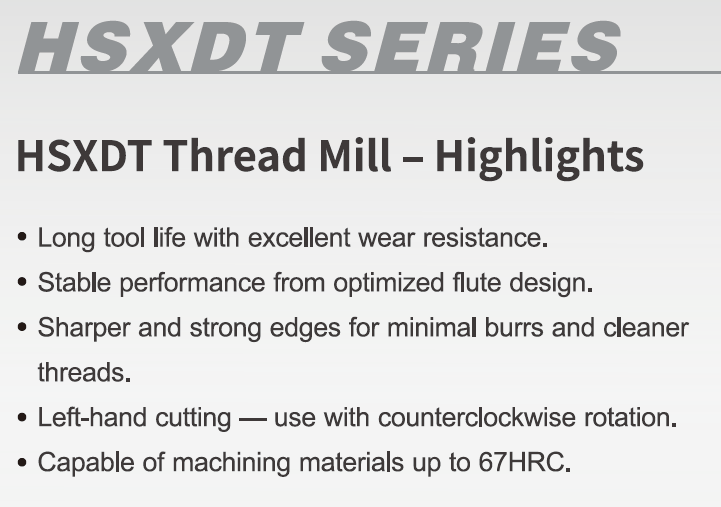 HSXDT SERIES
HSXDT Thread Mill – Highlights
• Long tool life with excellent wear resistance.
• Stable performance from optimized flute design.
• Sharper and strong edges for minimal burrs and cleaner
threads.
• Left-hand cutting — use with counterclockwise rotation.
• Capable of machining materials up to 67HRC.